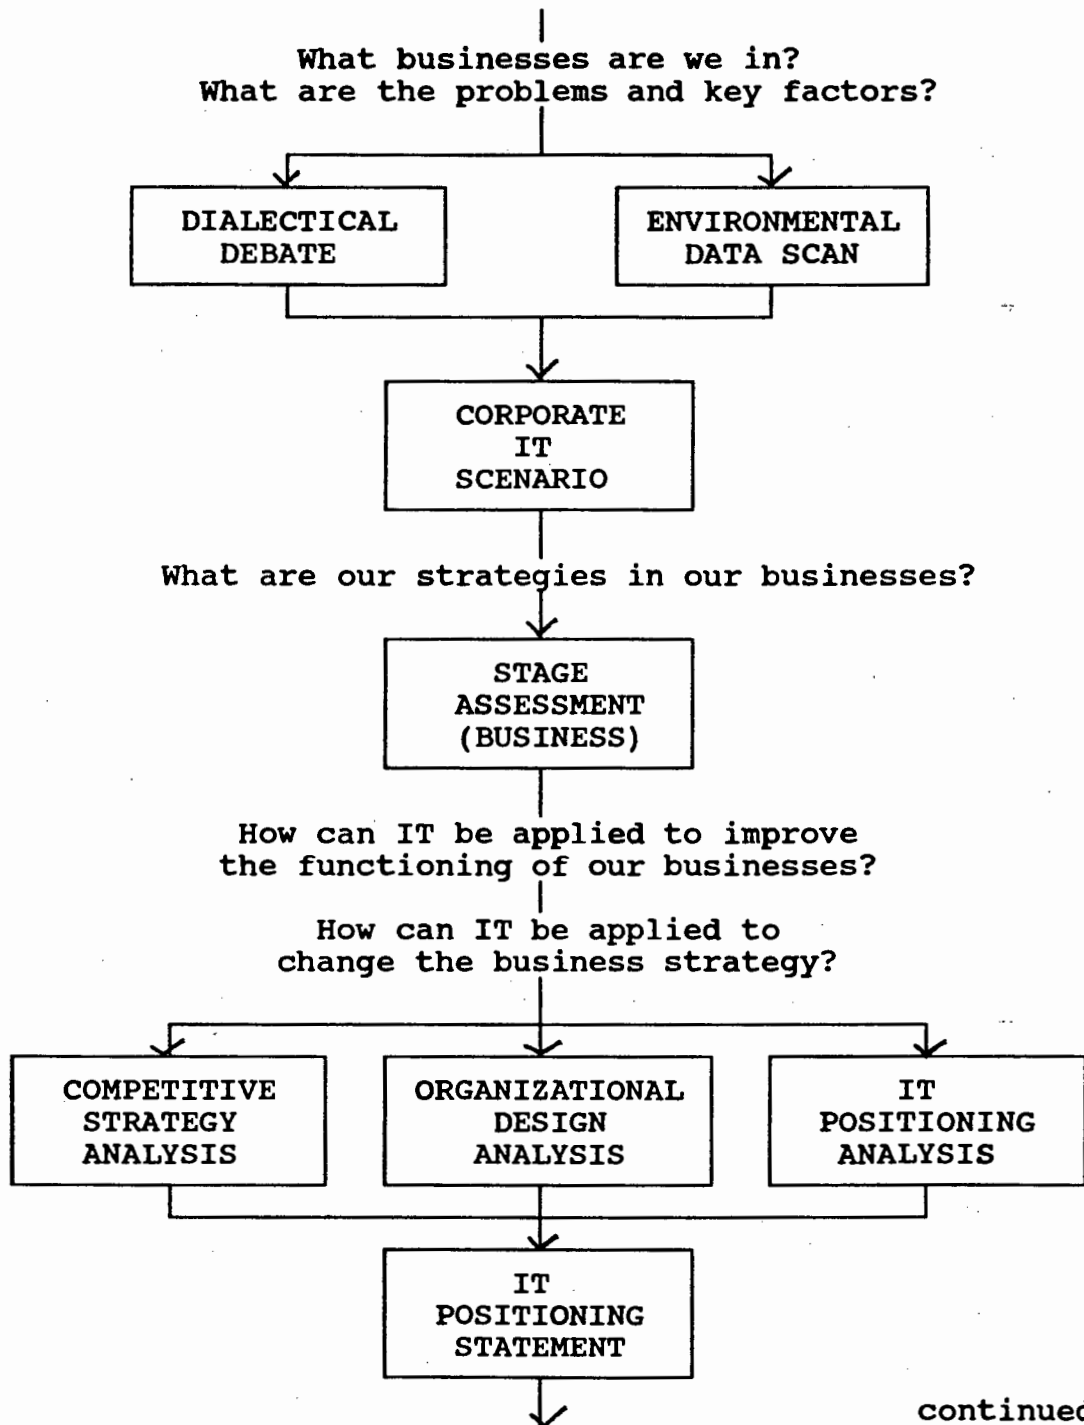 What businesses are we in?
What are the problems and key factors?
DIALECTICAL
DEBATE
ENVIRONMENTAL
DATA SCAN
CORPORATE
IT
SCENARIO
What are our strategies in our businesses?
STAGE
ASSESSMENT
(BUSINESS)
How can IT be applied to improve
the functioning of our businesses?
How can IT be applied to
change the business strategy?
COMPETITIVE
STRATEGY
ANALYSIS
ORGANIZATIONAL
DESIGN
ANALYSIS
IT
POSITIONING
ANALYSIS
IT
POSITIONING
STATEMENT
continued